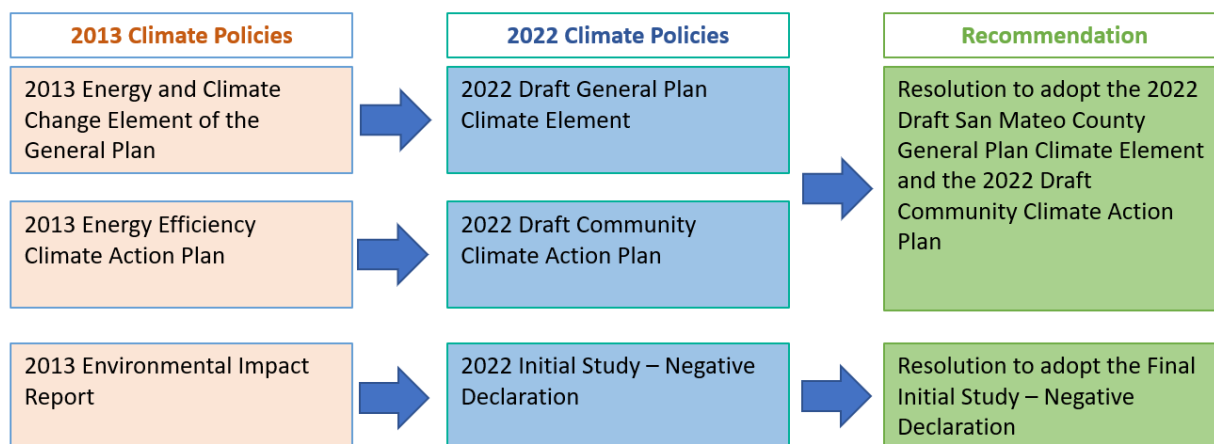 2013 Climate Policies
2022 Climate Policies
Recommendation
2013 Energy and Climate
Change Element of the
General Plan
2022 Draft General Plan
Climate Element
Resolution to adopt the 2022
Draft San Mateo County
General Plan Climate Element
and the 2022 Draft
Community Climate Action
Plan
2013 Energy Efficiency
Climate Action Plan
2022 Draft Community
Climate Action Plan
2013 Environmental Impact
Report
2022 Initial Study – Negative
Declaration
Resolution to adopt the Final
Initial Study – Negative
Declaration